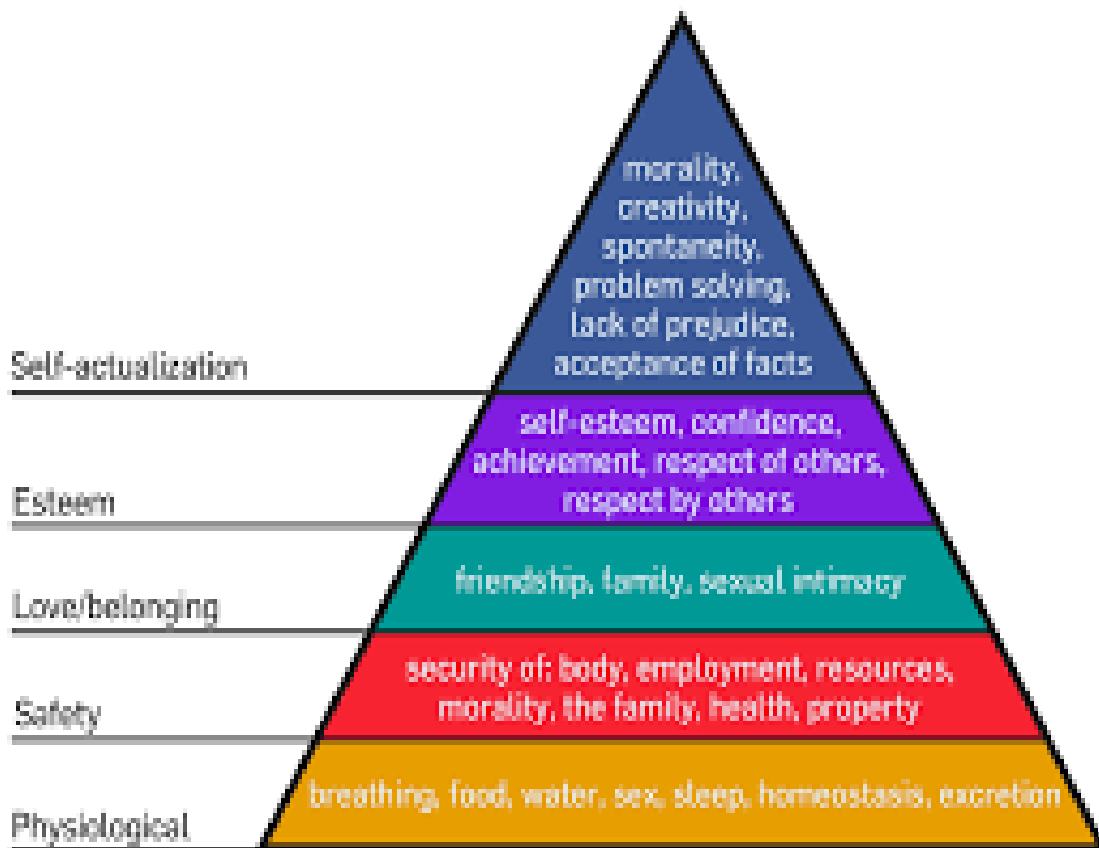 morality,
creativity,
spontaneity,
problem solving,
lack of prejudice,
acceptance of facts
Self-actualization
self-esteem, confidence,
achievement, respect of others,
respect by others
Esteem
friendship, family, sexual intimacy
Love/belonging
security of: body, employment, resources,
morality, the family, health, property
Safety
breathing, food, water, sex, sleep, homeostasis, excretion
Physiological